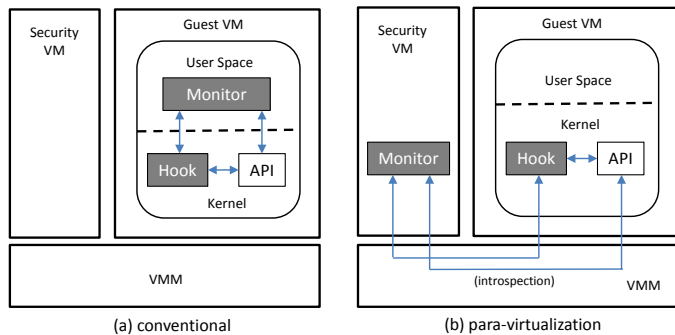 Security
VM
Guest VM
User Space
Monitor
Hook
API
Kernel
VMM
(a) conventional
Security
VM
Guest VM
User Space
Kernel
Monitor
Hook
API
(introspection)
VMM
(b) para-virtualization